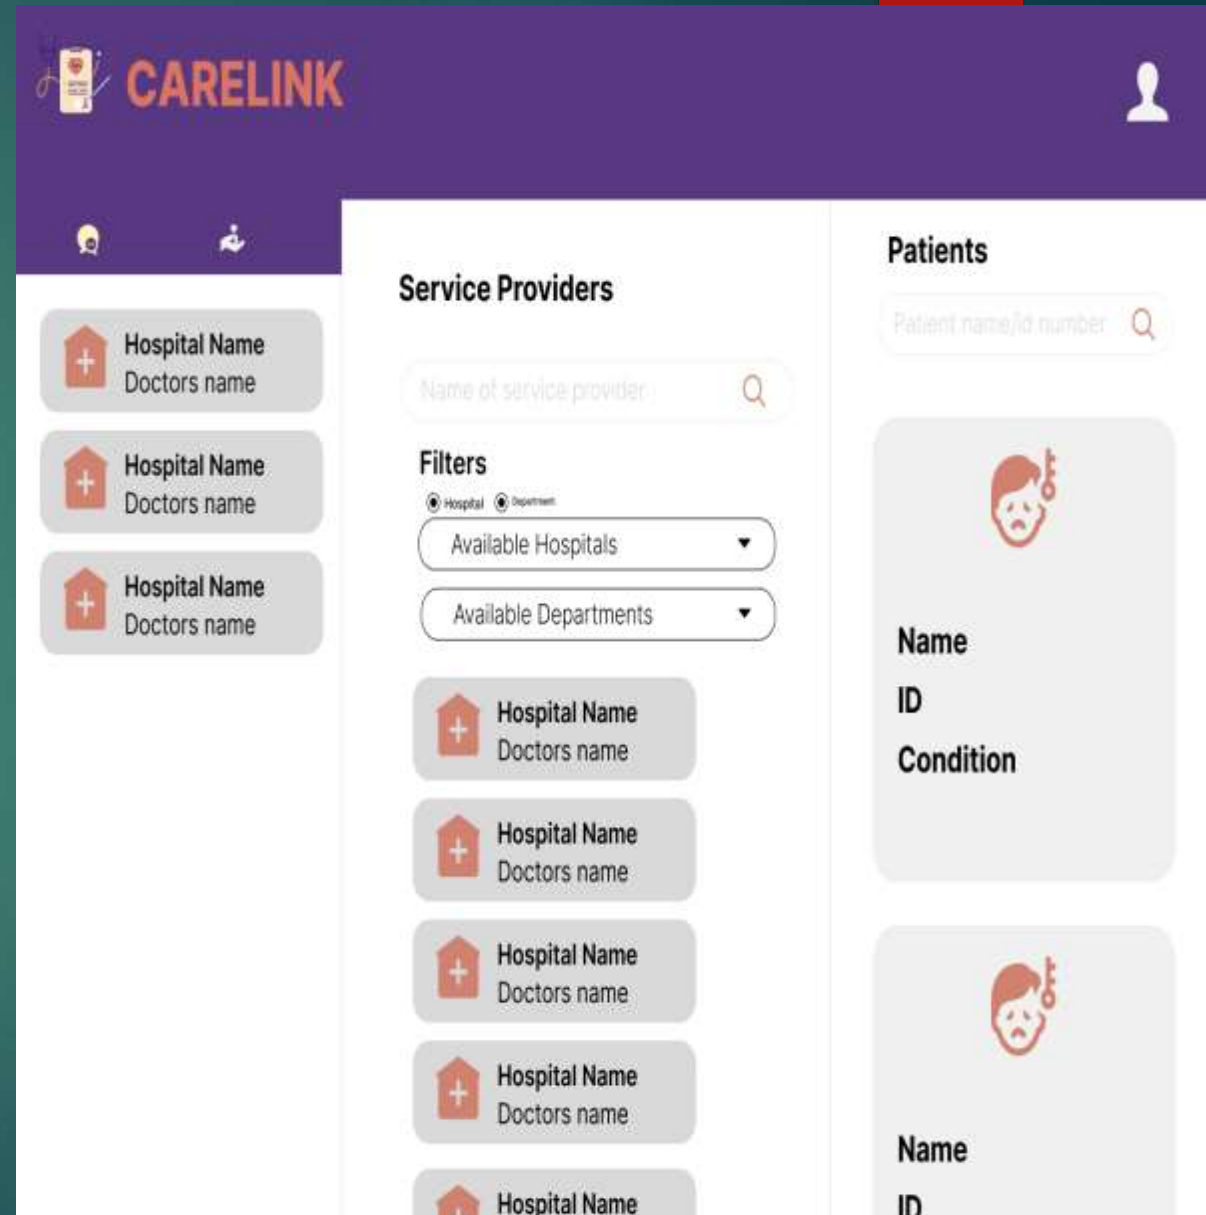 CARELINK
Hospital Name
Doctors name
Hospital Name
Doctors name
Hospital Name
Doctors name
Service Providers
Name of service provider
Filters
Hospital Department
Available Hospitals
Available Departments
Hospital Name
Doctors name
Hospital Name
Doctors name
Hospital Name
Doctors name
Hospital Name
Doctors name
Hospital Name
Patients
Patient name/id number
Name
ID
Condition
Name
ID